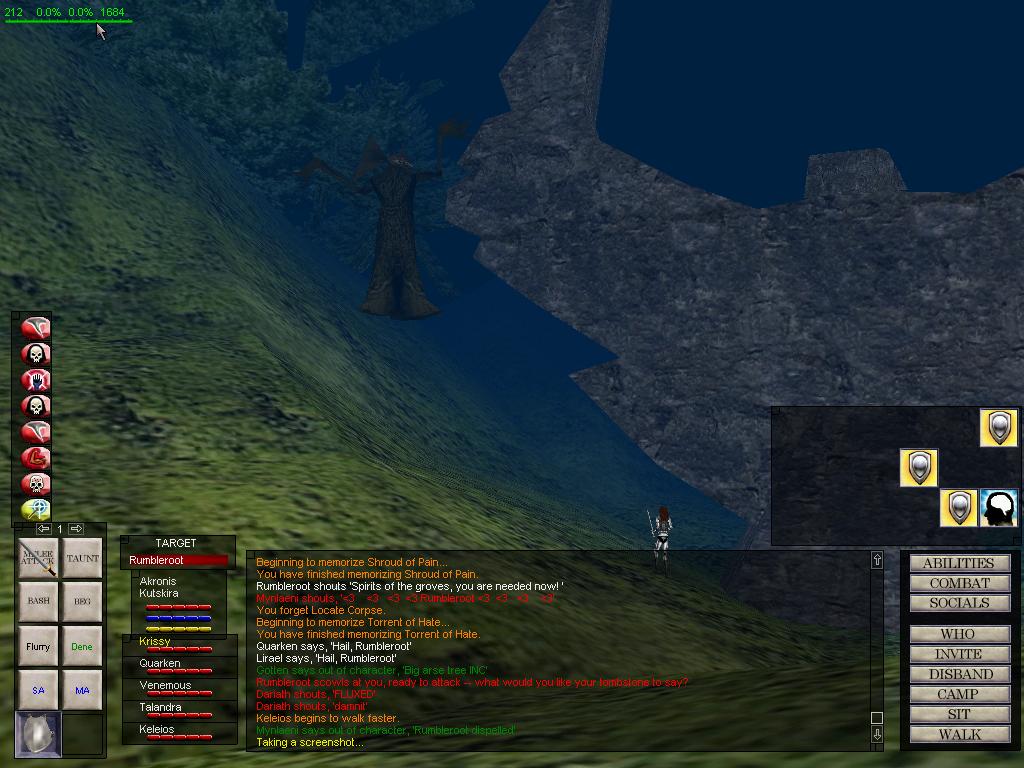 212 0.0% 0.0% 1684
1
MELEE ATTACK
TAUNT
BASH
BEG
Flurry
Dene
SA
MA
TARGET
Rumbleroot
Akronis
Kutskira
Krissy
Quarken
Venemous
Talandra
Keleios
Beginning to memorize Shroud of Pain...
You have finished memorizing Shroud of Pain.
Rumbleroot shouts 'Spirits of the groves, you are needed now! '
Myniaeni shouts, '<3 <3 <3 <3 Rumbleroot <3 <3 <3 <3'
You forget Locate Corpse.
Beginning to memorize Torrent of Hate...
You have finished memorizing Torrent of Hate.
Quarken says, 'Hail, Rumbleroot'
Lirael says, 'Hail, Rumbleroot'
Gotten says out of character, 'Big arse tree INC'
Rumbleroot scowls at you, ready to attack -- what would you like your tombstone to say?
Dariath shouts, 'FLUXED'
Dariath shouts, 'damnit'
Keleios begins to walk faster.
Myniaeni says out of character, 'Rumbleroot dispelled'
Taking a screenshot...
ABILITIES
COMBAT
SOCIALS
WHO
INVITE
DISBAND
CAMP
SIT
WALK